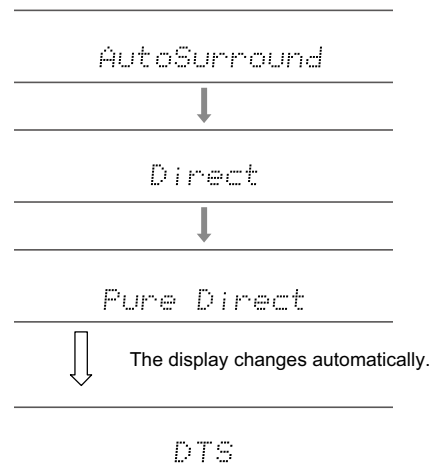 AutoSurround
Direct
Pure Direct
The display changes automatically.
DTS